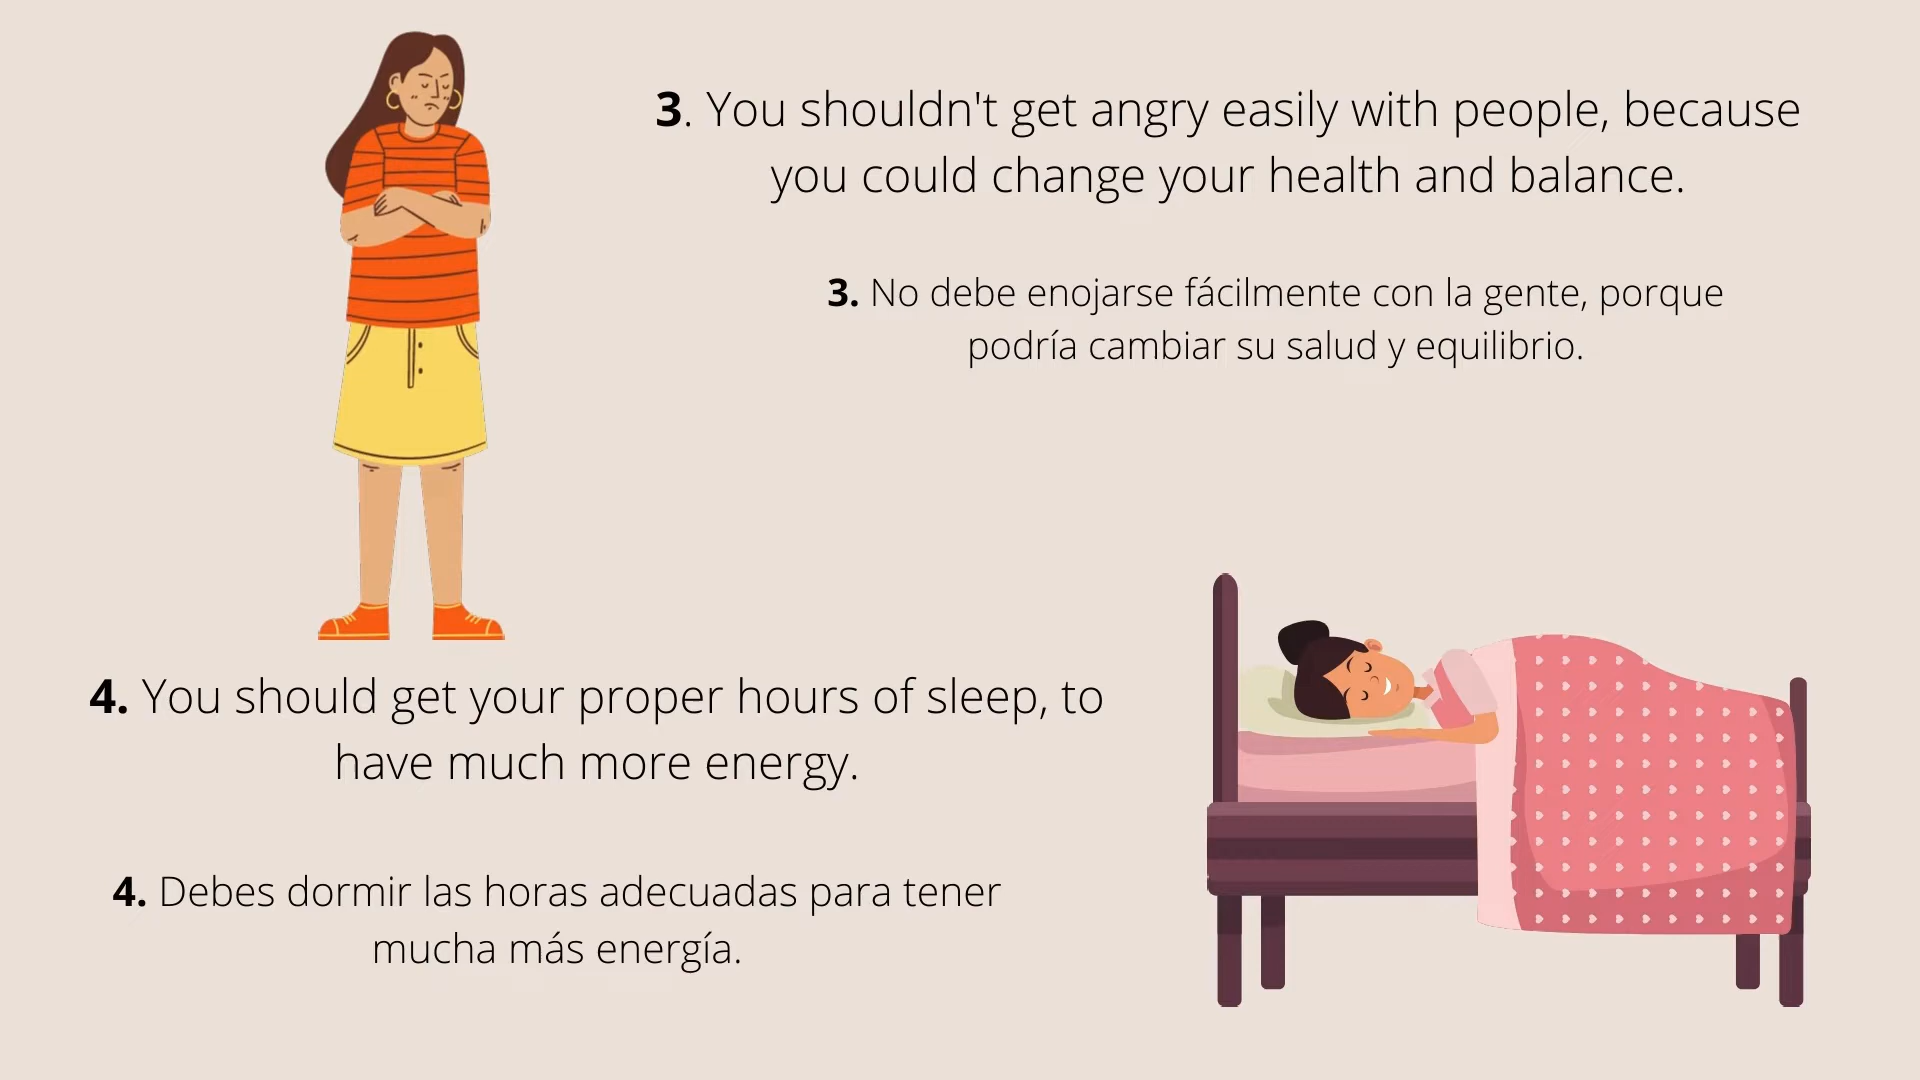 3. You shouldn't get angry easily with people, because
you could change your health and balance.
3. No debe enojarse fácilmente con la gente, porque
podría cambiar su salud y equilibrio.
4. You should get your proper hours of sleep, to
have much more energy.
4. Debes dormir las horas adecuadas para tener
mucha más energía.